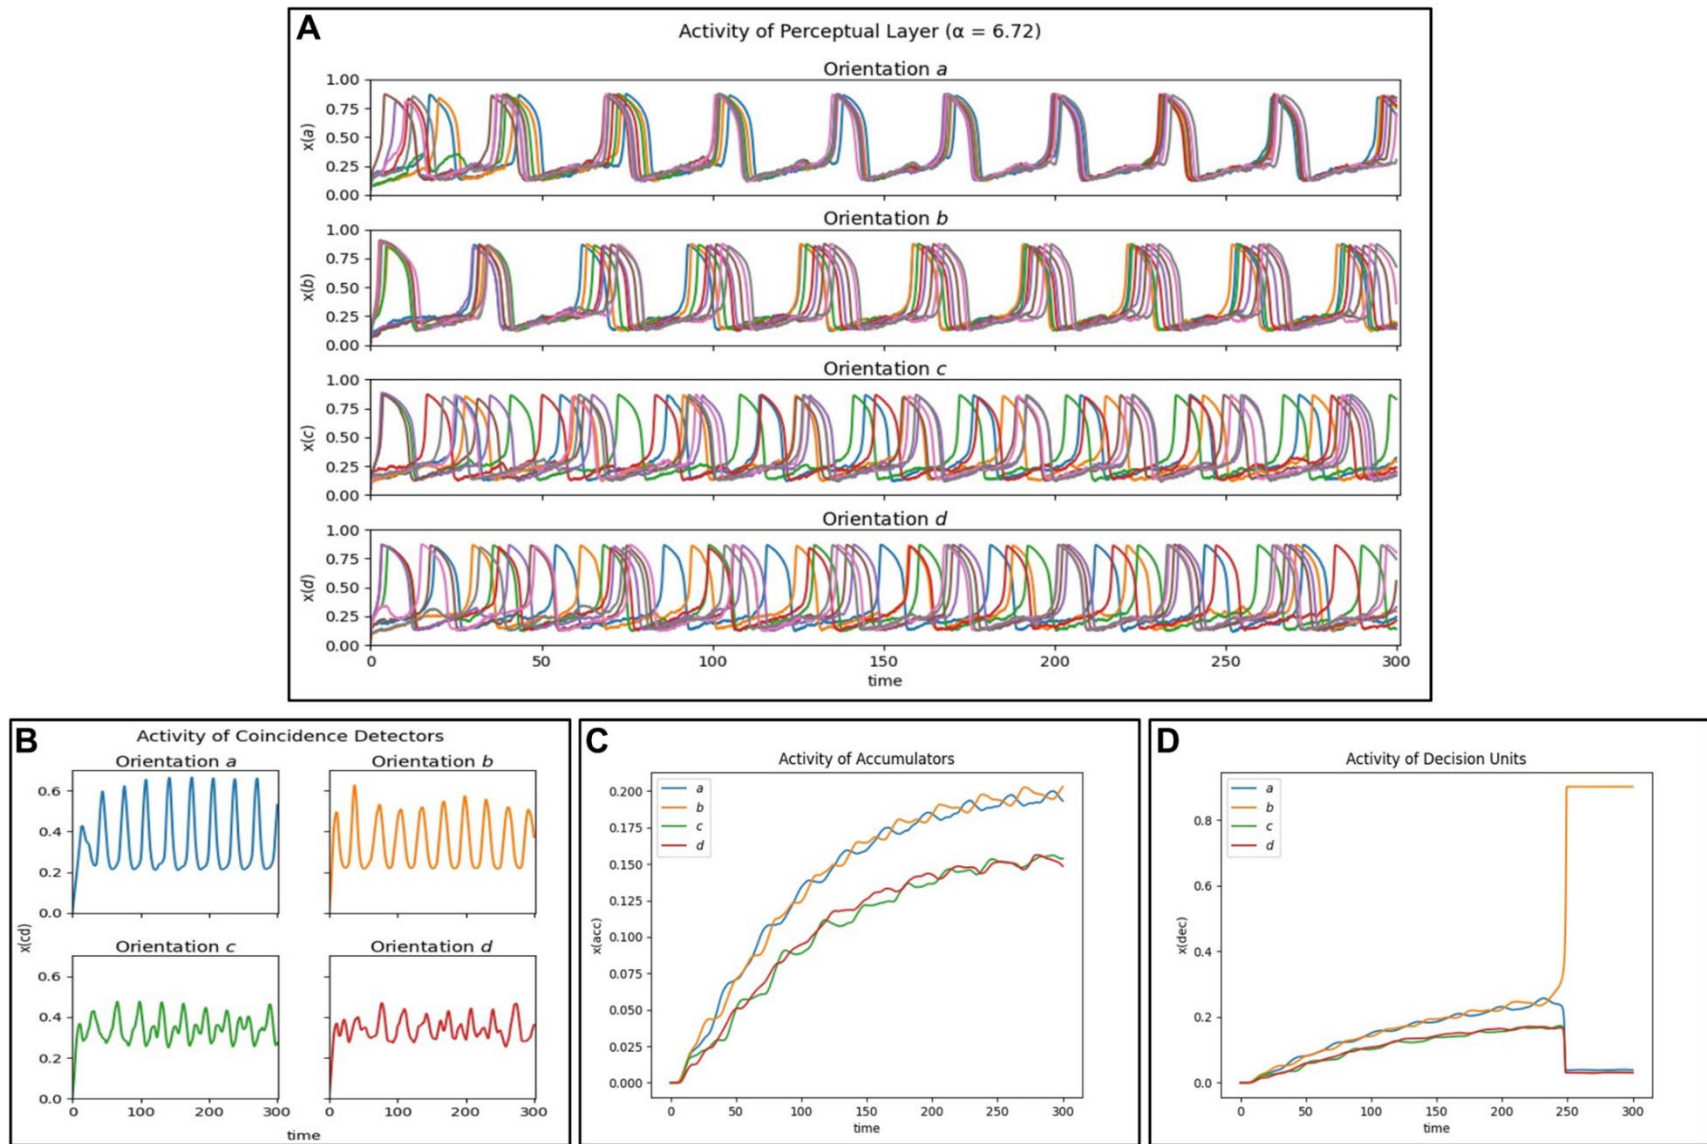 A
Activity of Perceptual Layer (α = 6.72)
Orientation a
1.00
0.75
0.50
0.25
0.00
x(a)
Orientation b
1.00
0.75
0.50
0.25
0.00
x(b)
Orientation c
1.00
0.75
0.50
0.25
0.00
x(c)
Orientation d
1.00
0.75
0.50
0.25
0.00
x(d)
0 50 100 150 200 250 300
time
B
Activity of Coincidence Detectors
Orientation a Orientation b
0.6
0.4
0.2
0.0
x(cd)
Orientation c Orientation d
0.6
0.4
0.2
0.0
0 100 200 300 0 100 200 300
time
C
Activity of Accumulators
a
b
c
d
0.200
0.175
0.150
0.125
0.100
0.075
0.050
0.025
0.000
x(acc)
0 50 100 150 200 250 300
time
D
Activity of Decision Units
a
b
c
d
0.8
0.6
0.4
0.2
0.0
x(dec)
0 50 100 150 200 250 300
time